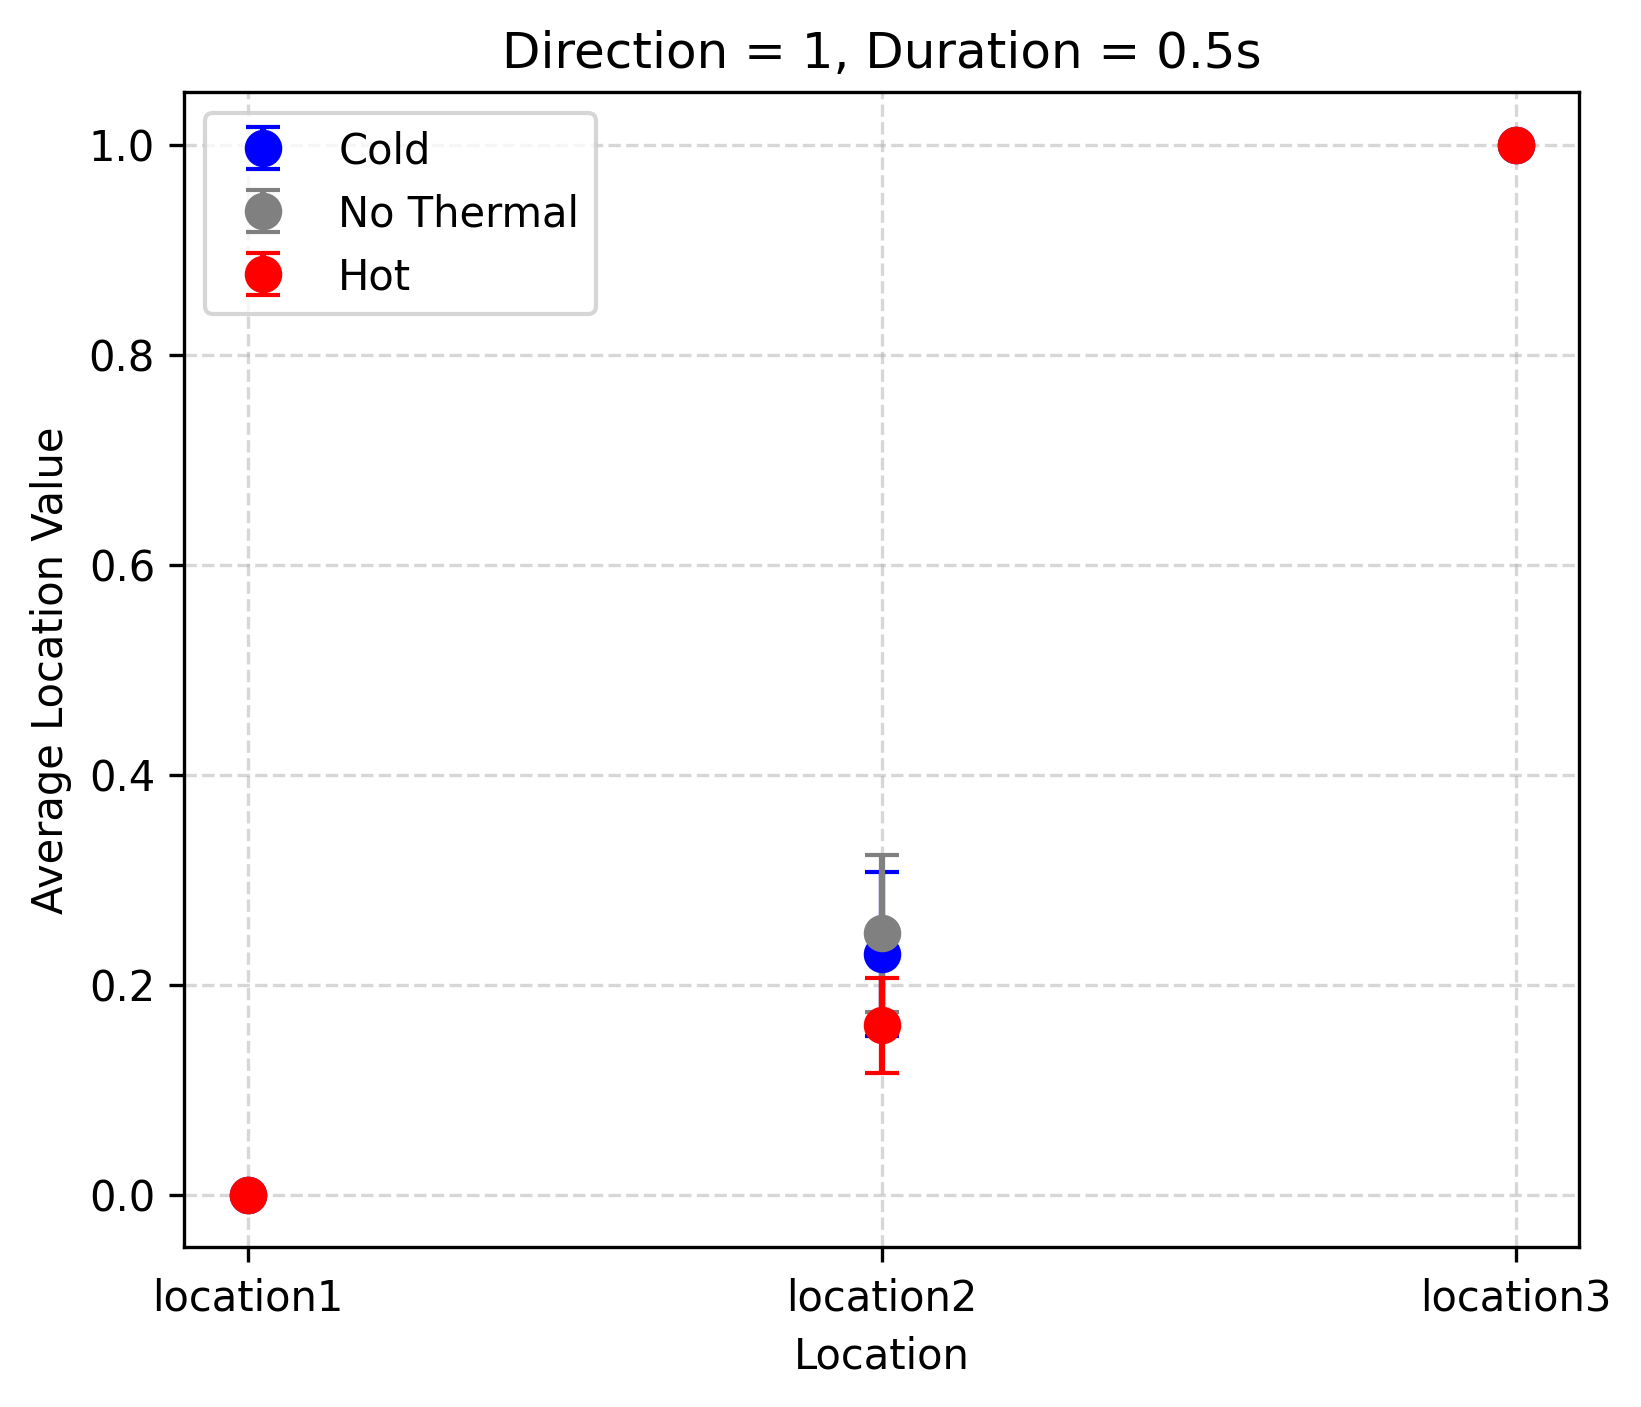 Direction = 1, Duration = 0.5s
Cold
No Thermal
Hot
1.0
0.8
0.6
0.4
0.2
0.0
Average Location Value
location1
location2
location3
Location